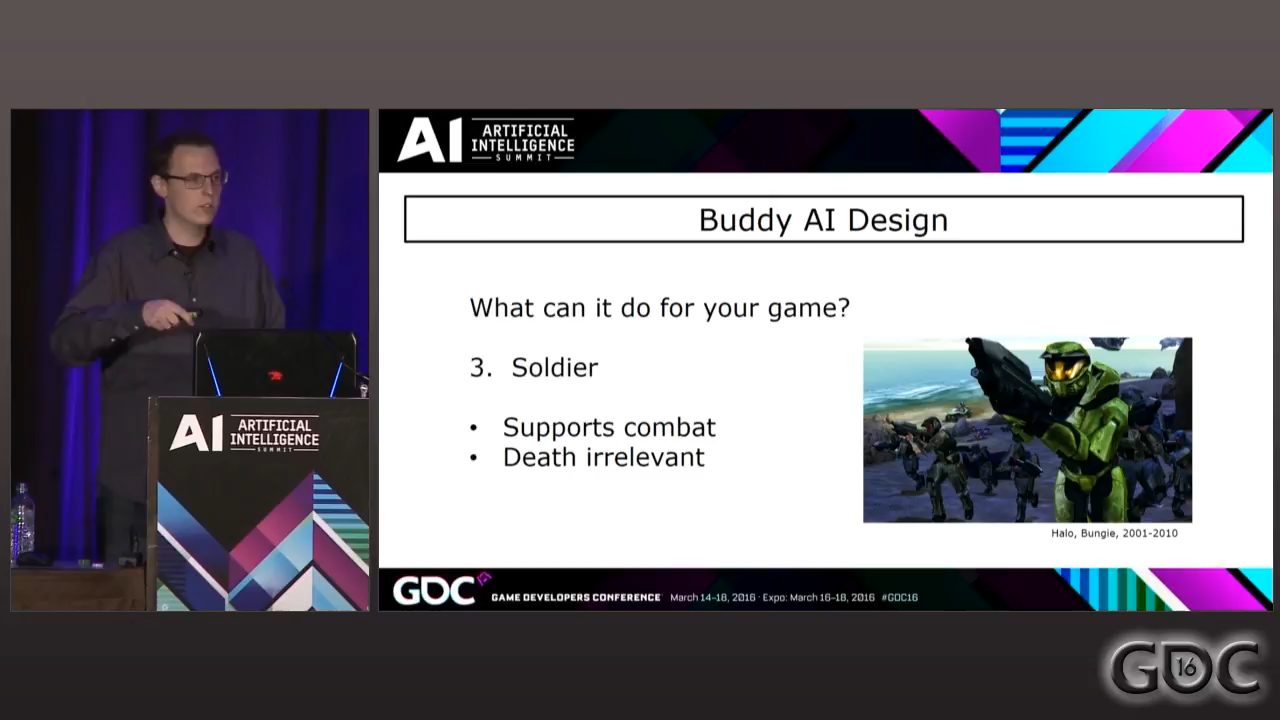 AI ARTIFICIAL
INTELLIGENCE
SUMMIT
Buddy AI Design
What can it do for your game?
3. Soldier
• Supports combat
• Death irrelevant
Halo, Bungie, 2001-2010
AI ARTIFICIAL
INTELLIGENCE
SUMMIT
GDC GAME DEVELOPERS CONFERENCE March 14-18, 2016 · Expo: March 16-18, 2016 #GDC16
GDC 16